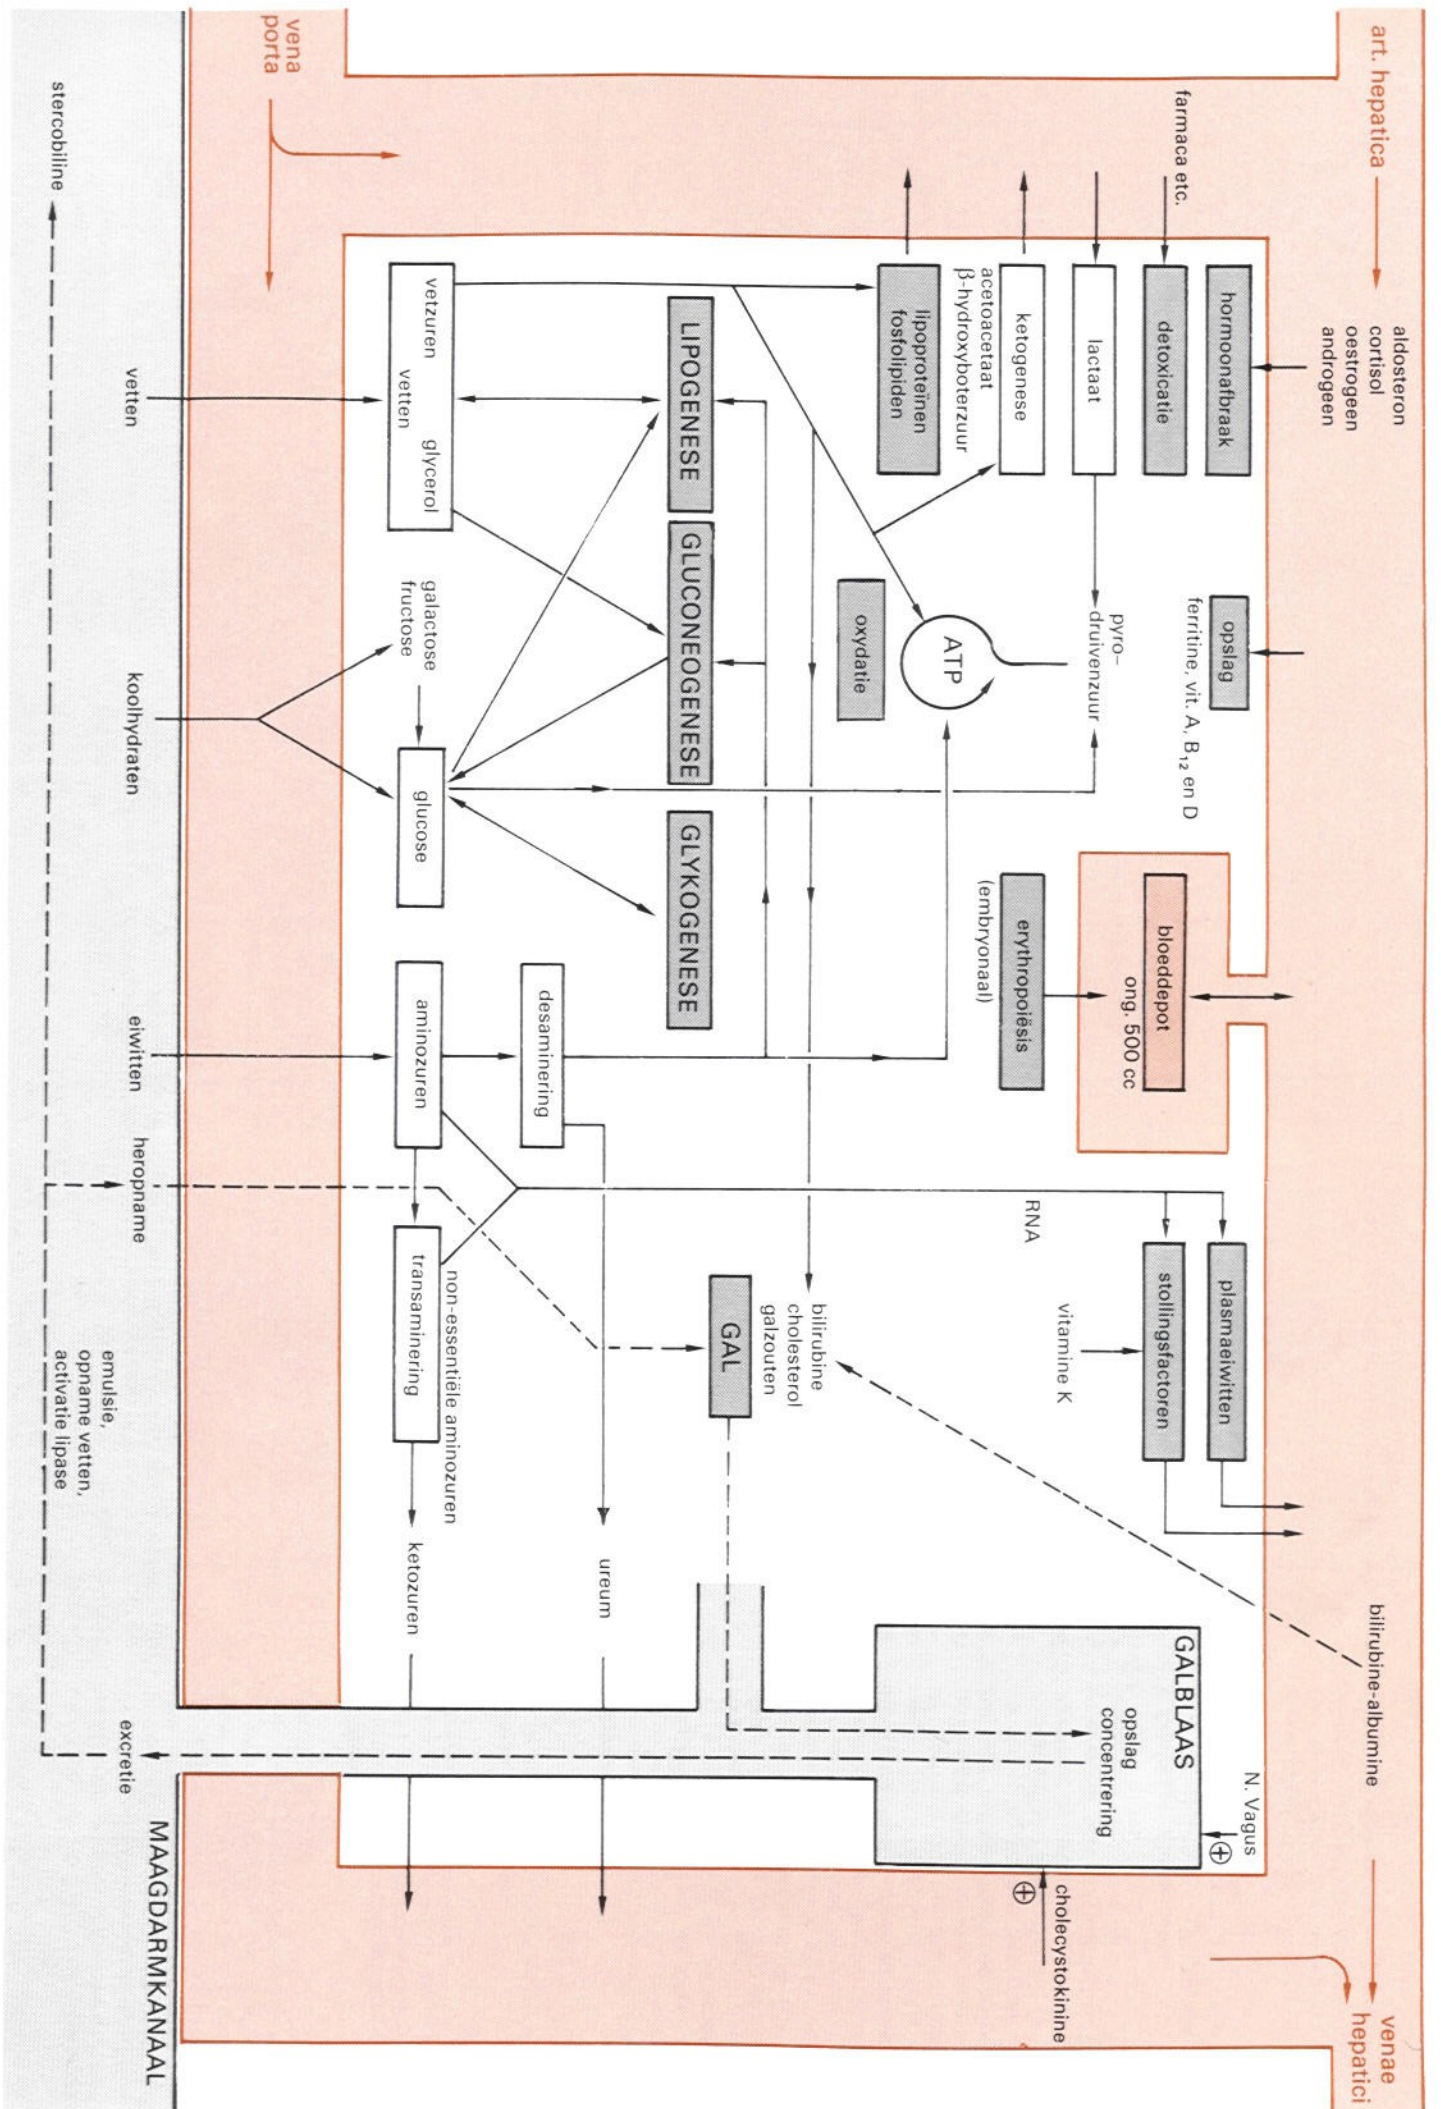 art. hepatica
aldosteron
cortisol
oestrogeen
androgeen
bilirubine-albumine
venae
hepatici
farmaca etc.
hormoonafbraak
detoxicatie
lactaat
ketogenese
acetoacetaat
β-hydroxyboterzuur
lipoproteïnen
fosfolipiden
opslag
ferritine, vit. A, B₁₂ en D
pyro-
druivenzuur
ATP
oxydatie
bloeddepot
ong. 500 cc
erythropoiësis
(embryonaal)
plasmaeiwitten
stollingsfactoren
RNA
vitamine K
N. Vagus
⊕
GALBLAAS
opslag
concentrering
cholecystokinine
⊕
bilirubine
cholesterol
galzouten
GAL
LIPOGENESE
GLUCONEOGENESE
GLYKOGENESE
desaminering
ureum
vetzuren
vetten
glycerol
galactose
fructose
glucose
aminozuren
non-essentiële aminozuren
transaminering
ketozuren
vena
porta
vetten
koolhydraten
eiwitten
heropname
excretie
MAAGDARMKANAAL
stercobiline
emulsie,
opname vetten,
activatie lipase